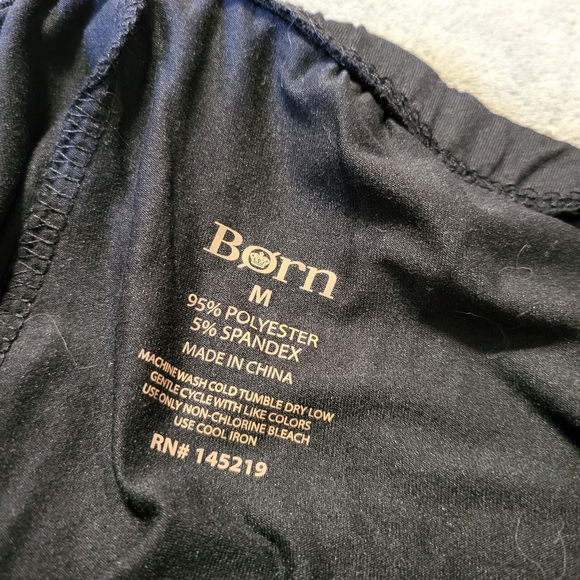 Børn
M
95% POLYESTER
5% SPANDEX
MADE IN CHINA
MACHINE WASH COLD TUMBLE DRY LOW
GENTLE CYCLE WITH LIKE COLORS
USE ONLY NON-CHLORINE BLEACH
USE COOL IRON
RN# 145219